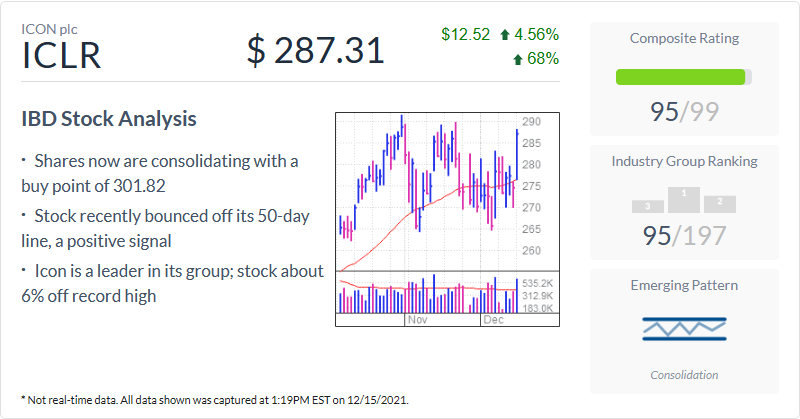 ICON plc
ICLR
$ 287.31
$12.52 4.56%
68%
IBD Stock Analysis
· Shares now are consolidating with a
buy point of 301.82
· Stock recently bounced off its 50-day
line, a positive signal
· Icon is a leader in its group; stock about
6% off record high
290
285
280
275
270
265
260
535.2K
312.9K
183.0K
Nov
Dec
Composite Rating
95/99
Industry Group Ranking
3 1 2
95/197
Emerging Pattern
Consolidation
* Not real-time data. All data shown was captured at 1:19PM EST on 12/15/2021.